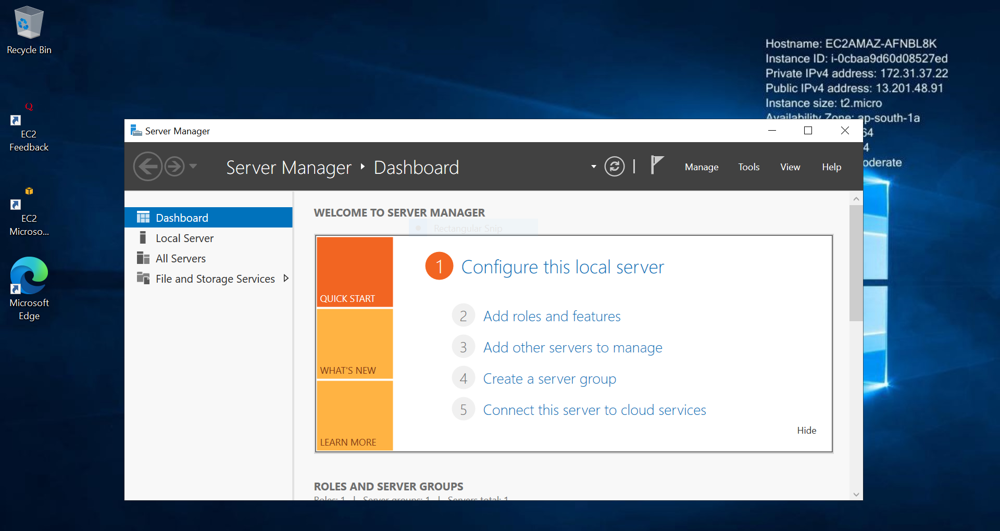 Recycle Bin
EC2
Feedback
EC2
Microso...
Microsoft
Edge
Hostname: EC2AMAZ-AFNBL8K
Instance ID: i-0cbaa9d60d08527ed
Private IPv4 address: 172.31.37.22
Public IPv4 address: 13.201.48.91
Instance size: t2.micro
Availability Zone: ap-south-1a
64
4
oderate
Server Manager
Server Manager Dashboard
Manage Tools View Help
Dashboard
Local Server
All Servers
File and Storage Services
WELCOME TO SERVER MANAGER
Rectangular Snip
QUICK START
WHAT'S NEW
LEARN MORE
1 Configure this local server
2 Add roles and features
3 Add other servers to manage
4 Create a server group
5 Connect this server to cloud services
Hide
ROLES AND SERVER GROUPS
Roles: 1 | Server groups: 1 | Servers total: 1